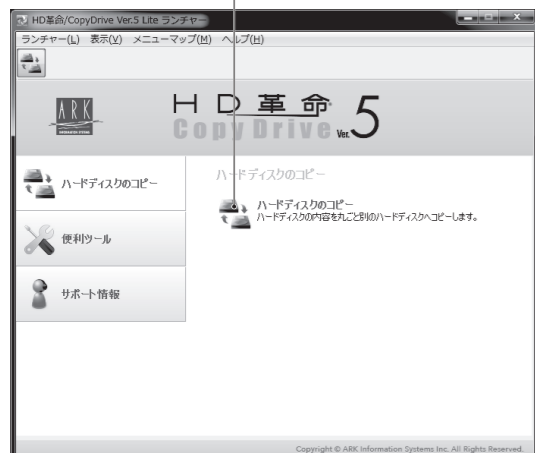 HD革命/CopyDrive Ver.5 Lite ランチャー
ランチャー(L) 表示(V) メニューマップ(M) ヘルプ(H)
ARK
HD革命
CopyDrive Ver.5
ハードディスクのコピー
ハードディスクのコピー
ハードディスクのコピー
ハードディスクの内容を丸ごと別のハードディスクへコピーします。
便利ツール
サポート情報
Copyright © ARK Information Systems Inc. All Rights Reserved.